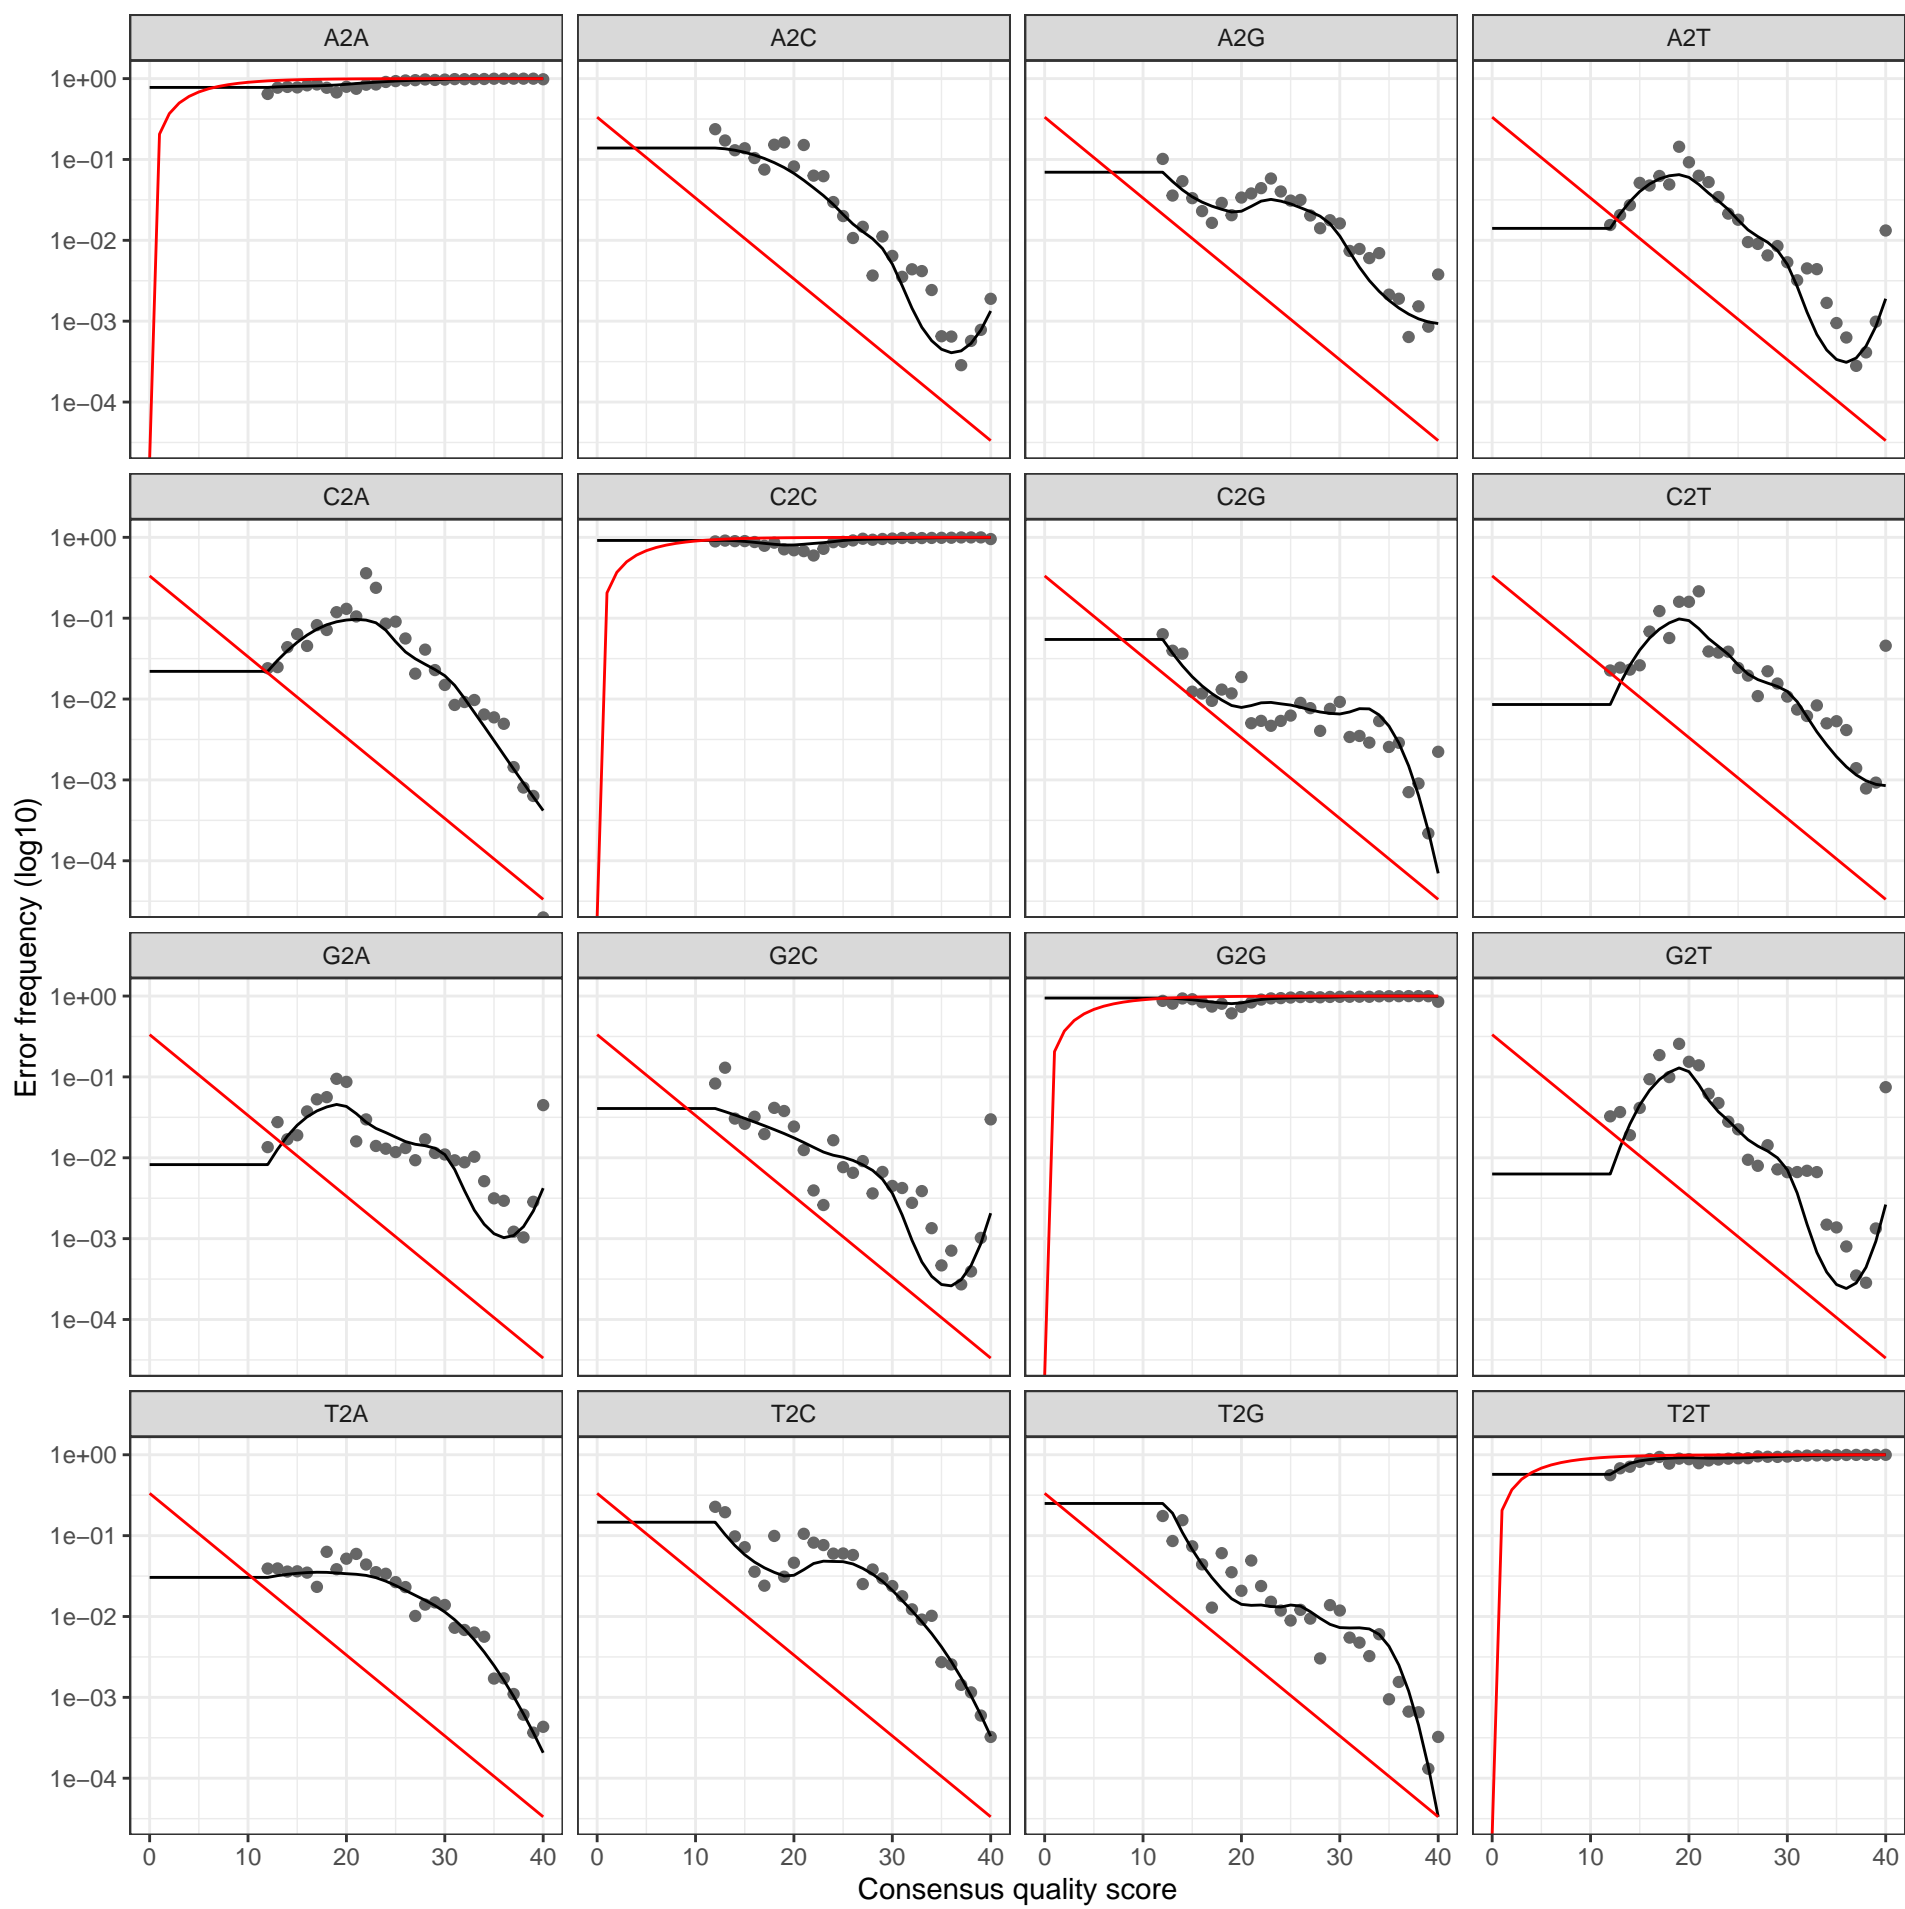 A2A A2C A2G A2T
1e+00
1e−01
1e−02
1e−03
1e−04
C2A C2C C2G C2T
1e+00
1e−01
1e−02
1e−03
1e−04
Error frequency (log10)
G2A G2C G2G G2T
1e+00
1e−01
1e−02
1e−03
1e−04
T2A T2C T2G T2T
1e+00
1e−01
1e−02
1e−03
1e−04
0 10 20 30 40 0 10 20 30 40 0 10 20 30 40 0 10 20 30 40
Consensus quality score